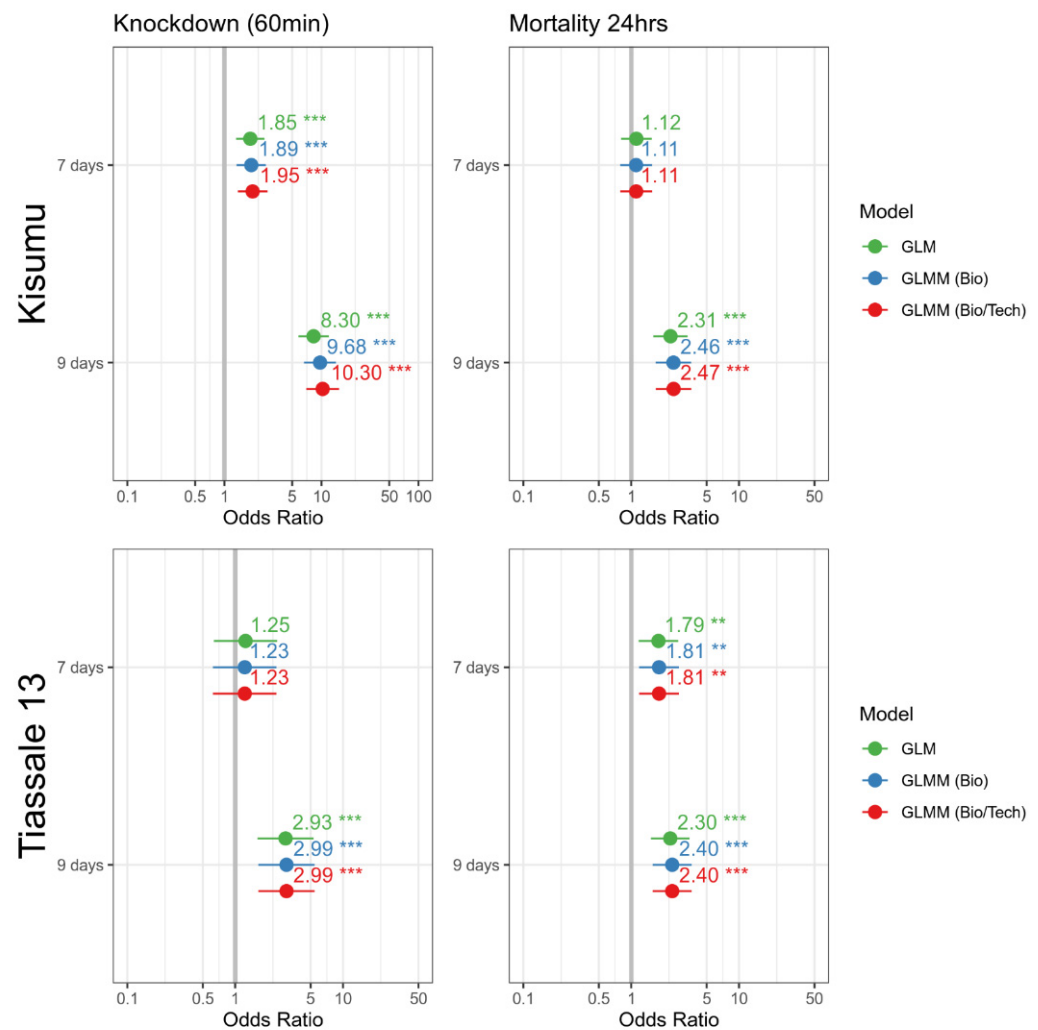 Knockdown (60min)
Mortality 24hrs
Kisumu
7 days
1.85 ***
1.89 ***
1.95 ***
9 days
8.30 ***
9.68 ***
10.30 ***
0.1 0.5 1 5 10 50 100
Odds Ratio
7 days
1.12
1.11
1.11
9 days
2.31 ***
2.46 ***
2.47 ***
0.1 0.5 1 5 10 50
Odds Ratio
Model
GLM
GLMM (Bio)
GLMM (Bio/Tech)
Tiassale 13
7 days
1.25
1.23
1.23
9 days
2.93 ***
2.99 ***
2.99 ***
0.1 0.5 1 5 10 50
Odds Ratio
7 days
1.79 **
1.81 **
1.81 **
9 days
2.30 ***
2.40 ***
2.40 ***
0.1 0.5 1 5 10 50
Odds Ratio
Model
GLM
GLMM (Bio)
GLMM (Bio/Tech)